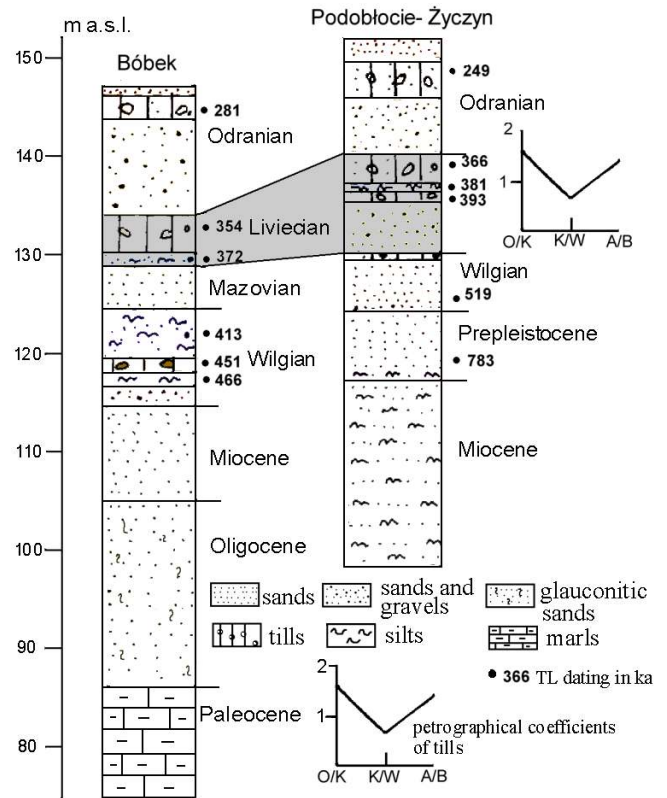 m a.s.l.
Bóbek
Podobłocie- Życzyn
150
140
130
120
110
100
90
80
281
Odranian
354
Liviecian
372
Mazovian
413
451
Wilgian
466
Miocene
Oligocene
Paleocene
249
Odranian
366
381
393
Wilgian
519
Prepleistocene
783
Miocene
2
1
O/K
K/W
A/B
sands
sands and
gravels
glauconitic
sands
tills
silts
marls
366 TL dating in ka
2
1
O/K
K/W
A/B
petrographical coefficients
of tills